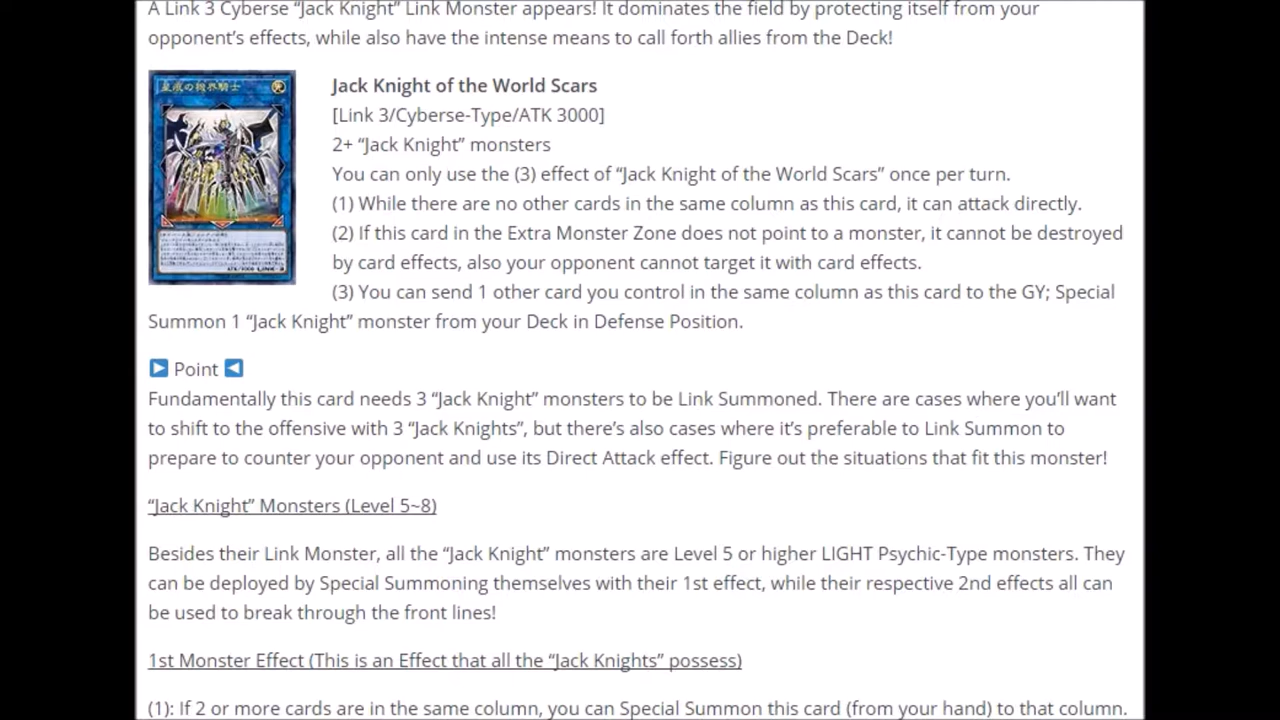 A Link 3 Cyberse “Jack Knight” Link Monster appears! It dominates the field by protecting itself from your
opponent’s effects, while also have the intense means to call forth allies from the Deck!
星痕の機界騎士
Jack Knight of the World Scars
[Link 3/Cyberse-Type/ATK 3000]
2+ “Jack Knight” monsters
You can only use the (3) effect of “Jack Knight of the World Scars” once per turn.
(1) While there are no other cards in the same column as this card, it can attack directly.
(2) If this card in the Extra Monster Zone does not point to a monster, it cannot be destroyed
by card effects, also your opponent cannot target it with card effects.
(3) You can send 1 other card you control in the same column as this card to the GY; Special
Summon 1 “Jack Knight” monster from your Deck in Defense Position.
Point
Fundamentally this card needs 3 “Jack Knight” monsters to be Link Summoned. There are cases where you’ll want
to shift to the offensive with 3 “Jack Knights”, but there’s also cases where it’s preferable to Link Summon to
prepare to counter your opponent and use its Direct Attack effect. Figure out the situations that fit this monster!
“Jack Knight” Monsters (Level 5~8)
Besides their Link Monster, all the “Jack Knight” monsters are Level 5 or higher LIGHT Psychic-Type monsters. They
can be deployed by Special Summoning themselves with their 1st effect, while their respective 2nd effects all can
be used to break through the front lines!
1st Monster Effect (This is an Effect that all the “Jack Knights” possess)
(1): If 2 or more cards are in the same column, you can Special Summon this card (from your hand) to that column.